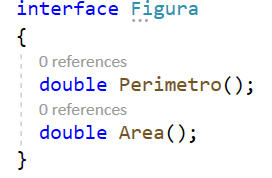 interface Figura
{
0 references
double Perimetro();
0 references
double Area();
}